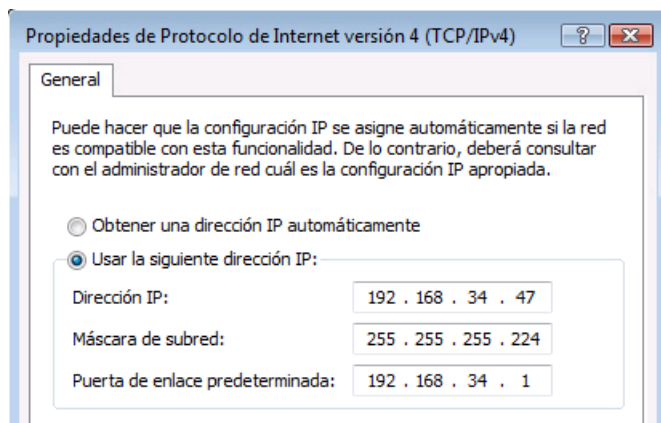 Propiedades de Protocolo de Internet versión 4 (TCP/IPv4)
General
Puede hacer que la configuración IP se asigne automáticamente si la red
es compatible con esta funcionalidad. De lo contrario, deberá consultar
con el administrador de red cuál es la configuración IP apropiada.
Obtener una dirección IP automáticamente
Usar la siguiente dirección IP:
Dirección IP: 192 . 168 . 34 . 47
Máscara de subred: 255 . 255 . 255 . 224
Puerta de enlace predeterminada: 192 . 168 . 34 . 1